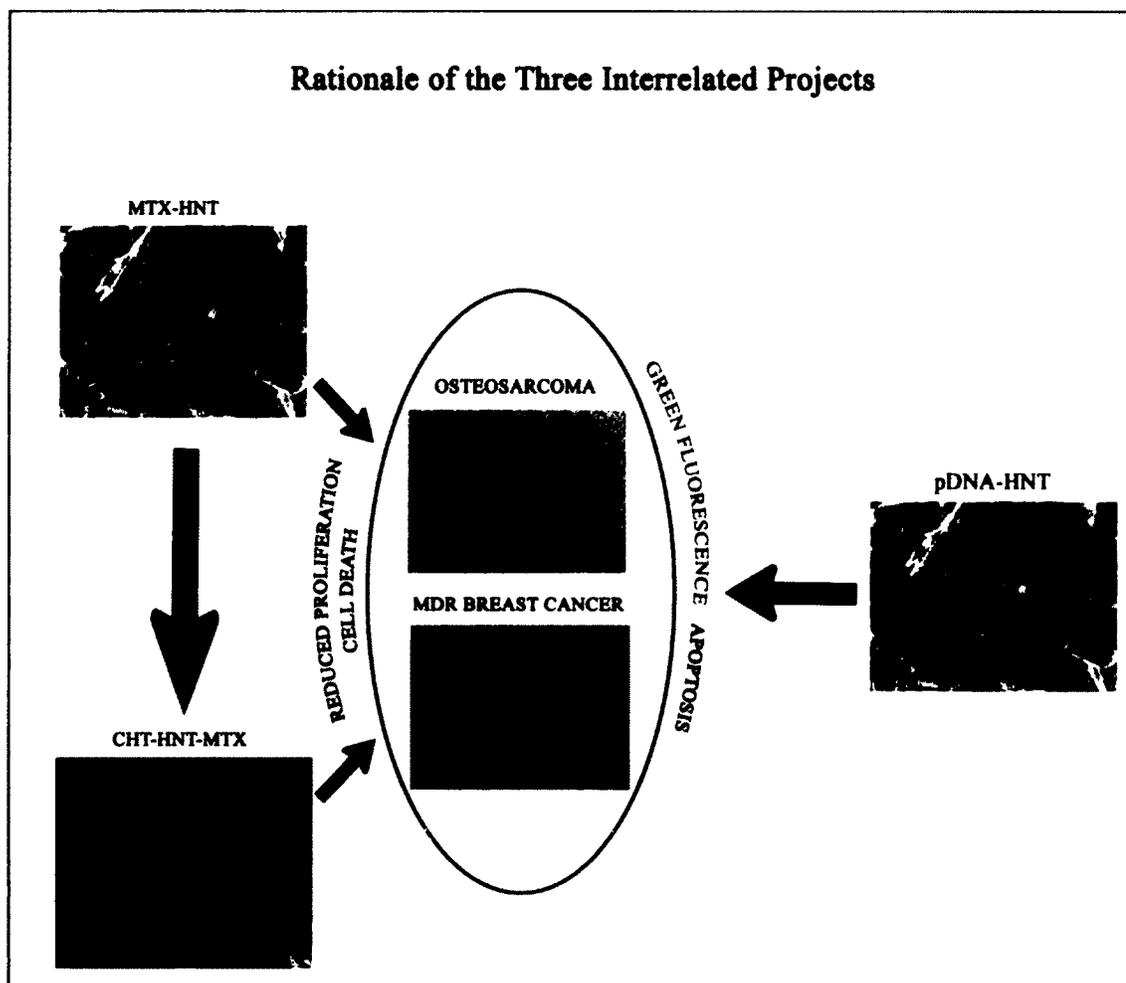 Rationale of the Three Interrelated Projects
MTX-HNT
OSTEOSARCOMA
REDUCED PROLIFERATION
CELL DEATH
GREEN FLUORESCENCE APOPTOSIS
pDNA-HNT
MDR BREAST CANCER
CHT-HNT-MTX